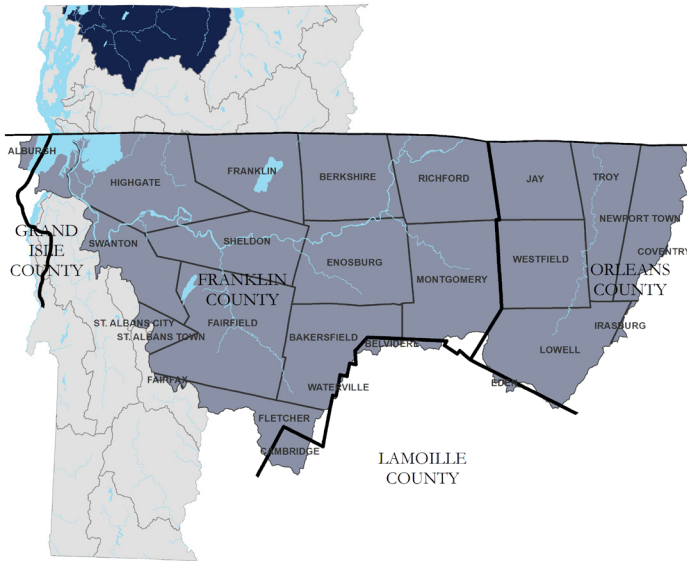 ALBURGH
HIGHGATE
FRANKLIN
BERKSHIRE
RICHFORD
JAY
TROY
NEWPORT TOWN
GRAND
ISLE
COUNTY
SWANTON
SHELDON
ENOSBURG
MONTGOMERY
WESTFIELD
COVENTRY
ORLEANS
COUNTY
FRANKLIN
COUNTY
ST. ALBANS CITY
ST. ALBANS TOWN
FAIRFIELD
BAKERSFIELD
BELVIDERE
LOWELL
IRASBURG
FAIRFAX
WATERVILLE
EDEN
FLETCHER
CAMBRIDGE
LAMOILLE
COUNTY